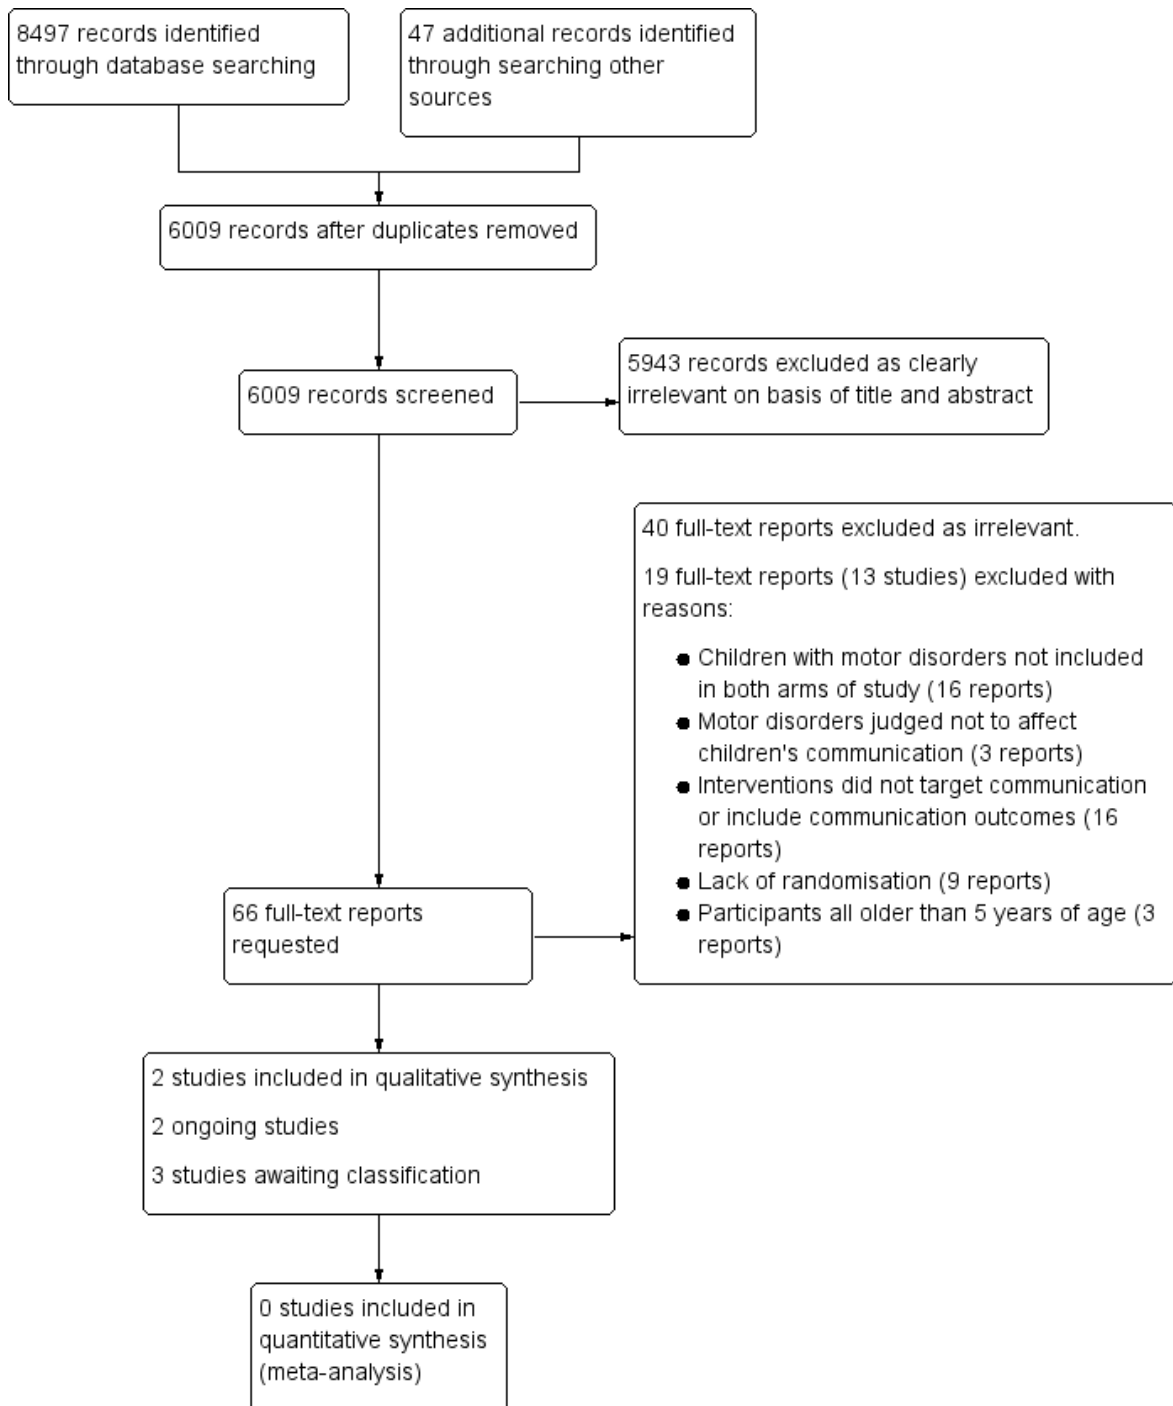 8497 records identified
through database searching
47 additional records identified
through searching other
sources
6009 records after duplicates removed
6009 records screened
5943 records excluded as clearly
irrelevant on basis of title and abstract
40 full-text reports excluded as irrelevant.
19 full-text reports (13 studies) excluded with
reasons:
● Children with motor disorders not included
in both arms of study (16 reports)
● Motor disorders judged not to affect
children's communication (3 reports)
● Interventions did not target communication
or include communication outcomes (16
reports)
● Lack of randomisation (9 reports)
● Participants all older than 5 years of age (3
reports)
66 full-text reports
requested
2 studies included in qualitative synthesis
2 ongoing studies
3 studies awaiting classification
0 studies included in
quantitative synthesis
(meta-analysis)